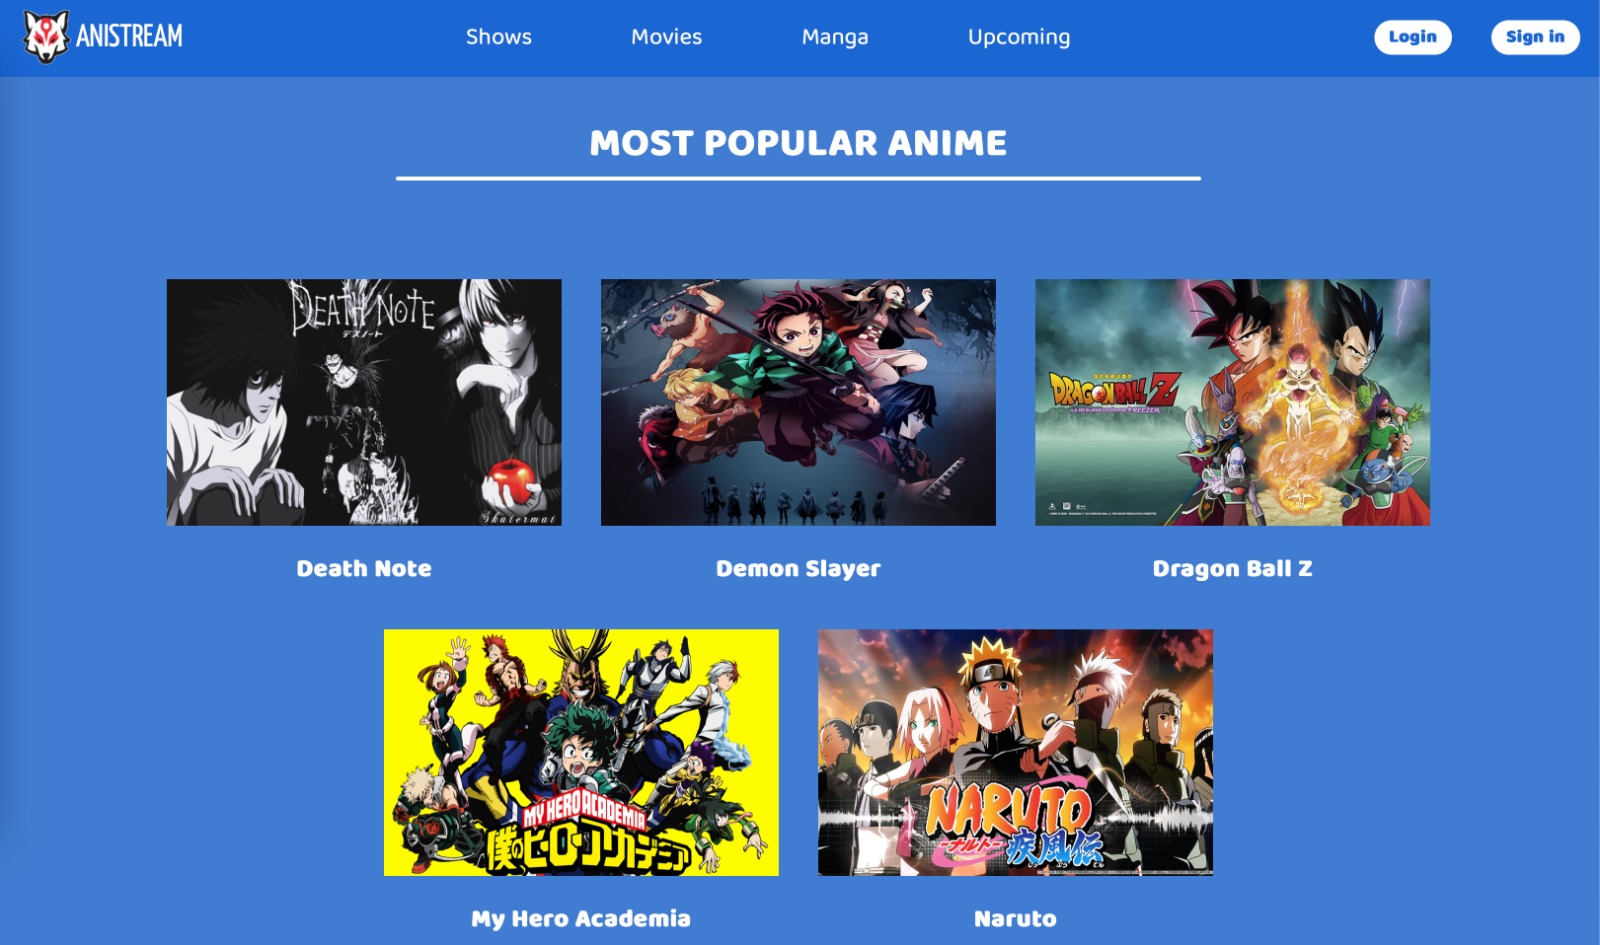 ANISTREAM
Shows
Movies
Manga
Upcoming
Login
Sign in
MOST POPULAR ANIME
DEATH NOTE
デスノート
Skatermat
DRAGON BALL Z
Death Note
Demon Slayer
Dragon Ball Z
MY HERO ACADEMIA
僕のヒーローアカデミア
NARUTO
-ナルト-
疾風伝
My Hero Academia
Naruto